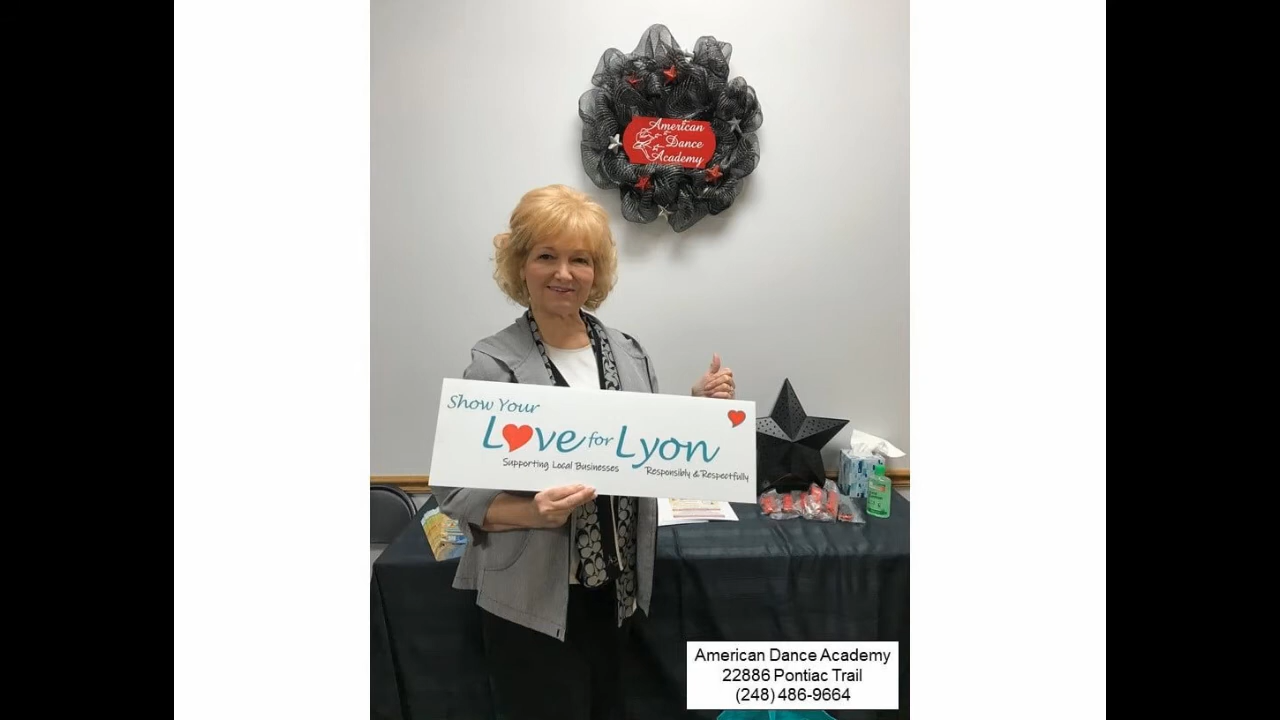 American
Dance
Academy
Show Your
Love for Lyon
Supporting Local Businesses
Responsibly & Respectfully
American Dance Academy
22886 Pontiac Trail
(248) 486-9664